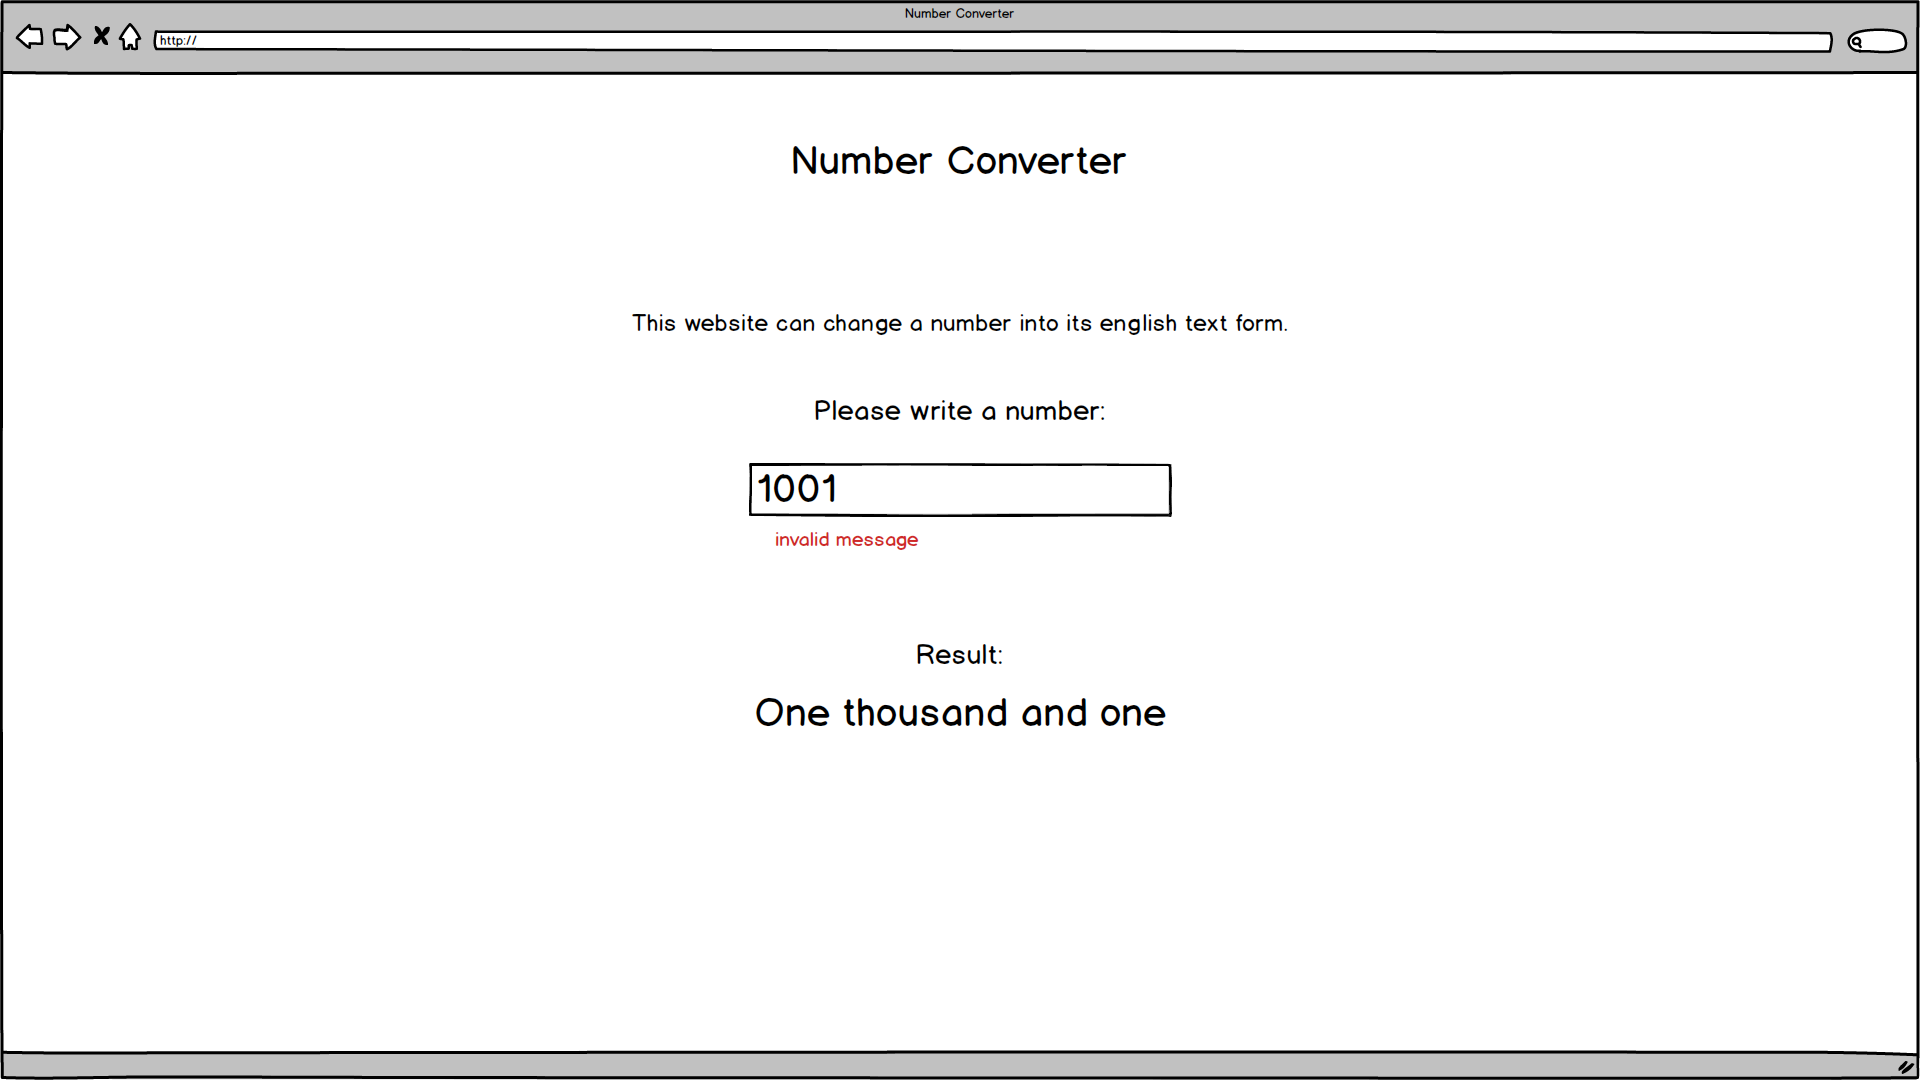 Number Converter
http://
Number Converter
This website can change a number into its english text form.
Please write a number:
1001
invalid message
Result:
One thousand and one